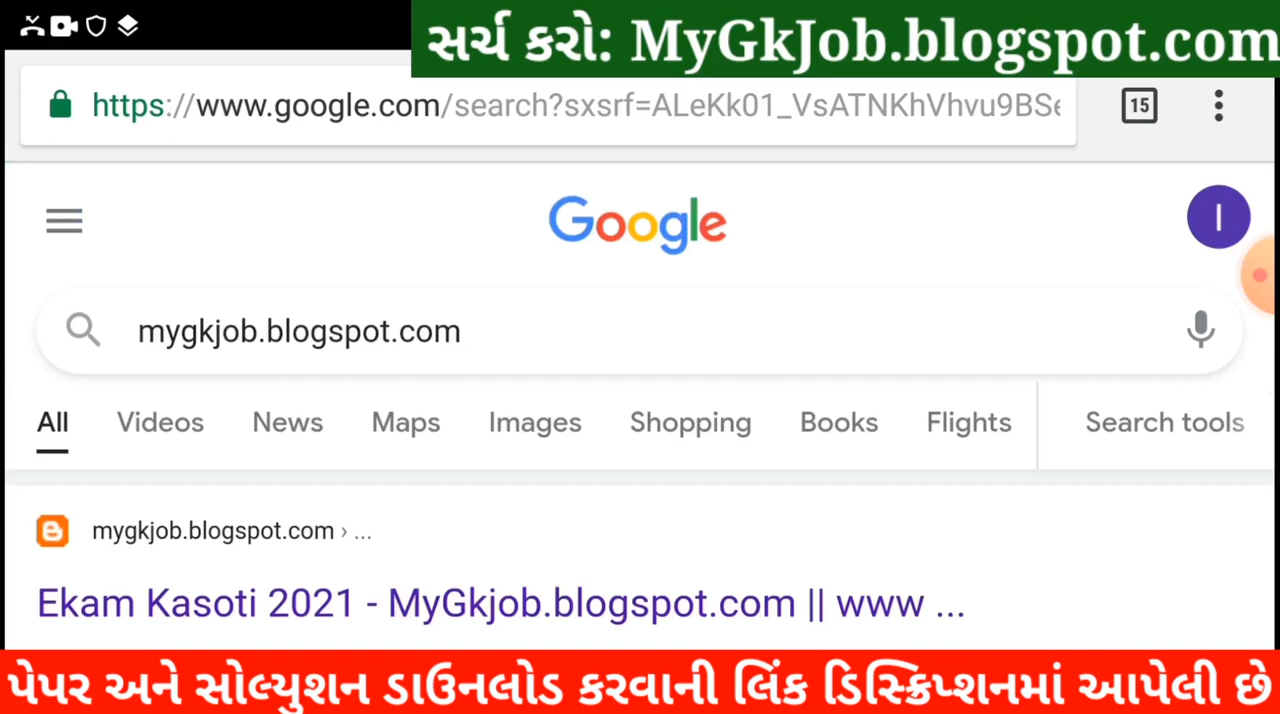 સર્ચ કરો: MyGkJob.blogspot.com
https://www.google.com/search?sxsrf=ALeKk01_VsATNKhVhvu9BSe
15
Google
I
mygkjob.blogspot.com
All Videos News Maps Images Shopping Books Flights Search tools
mygkjob.blogspot.com › ...
Ekam Kasoti 2021 - MyGkjob.blogspot.com || www ...
પેપર અને સોલ્યુશન ડાઉનલોડ કરવાની લિંક ડિસ્ક્રિપ્શનમાં આપેલી છે